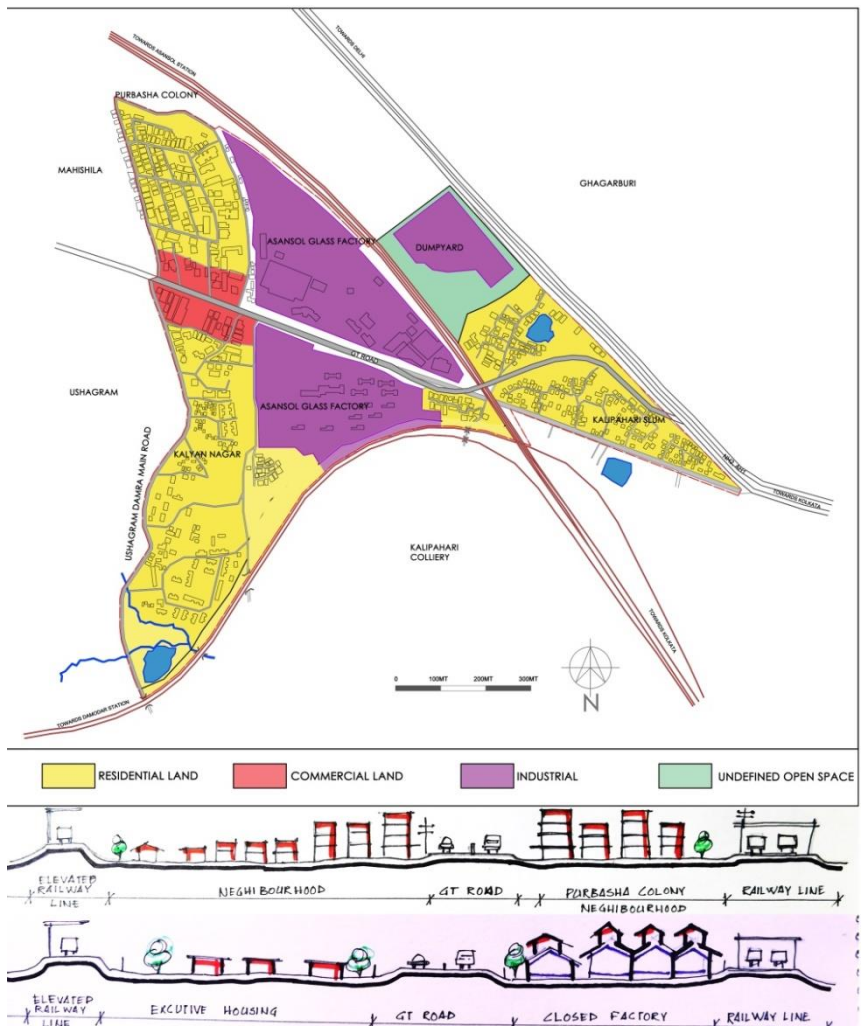 TOWARDS ASANSOL STATION
TOWARDS DELHI
PURBASHA COLONY
MAHISHILA
GHAGARBURI
ASANSOL GLASS FACTORY
DUMPYARD
GT ROAD
USHAGRAM
ASANSOL GLASS FACTORY
KALIPAHARI SLUM
KALYAN NAGAR
USHAGRAM DAMRA MAIN ROAD
TOWARDS KOLKATA
KALIPAHARI
COLLIERY
TOWARDS KOLKATA
0 100MT 200MT 300MT
N
TOWARDS DAMODAR STATION
RESIDENTIAL LAND COMMERCIAL LAND INDUSTRIAL UNDEFINED OPEN SPACE
ELEVATED
RAILWAY
LINE
NEGHIBOURHOOD GT ROAD PURBASHA COLONY RAILWAY LINE
NEGHBOURHOOD
ELEVATED
RAILWAY
LINE
EXCUTIVE HOUSING GT ROAD CLOSED FACTORY RAILWAY LINE